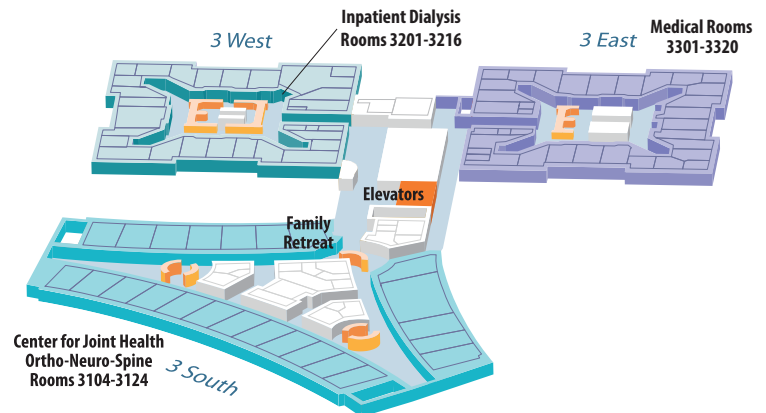 3 West
Inpatient Dialysis
Rooms 3201-3216
3 East
Medical Rooms
3301-3320
Elevators
Family
Retreat
Center for Joint Health
Ortho-Neuro-Spine
Rooms 3104-3124
3 South